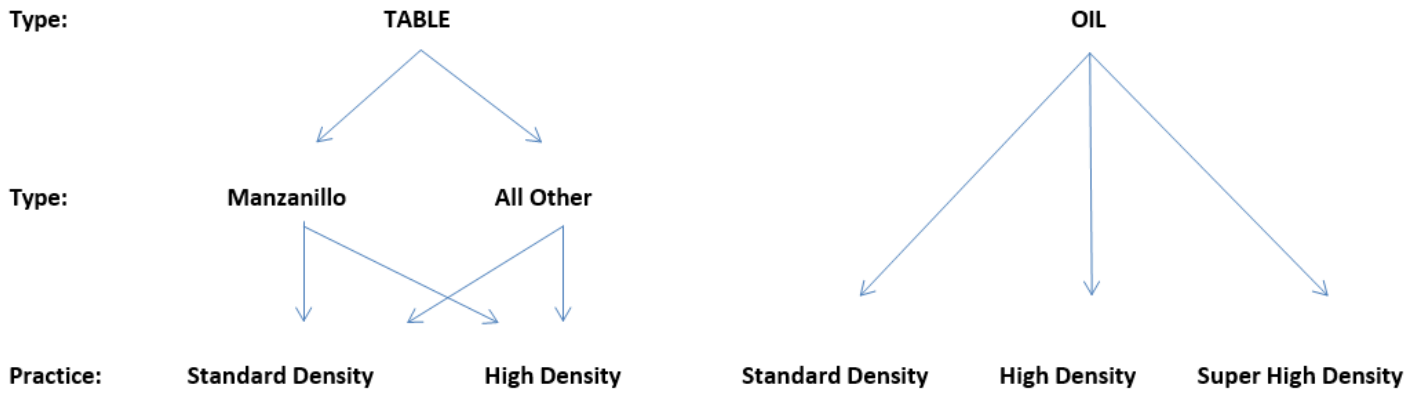 Type: TABLE OIL
Type: Manzanillo All Other
Practice: Standard Density High Density Standard Density High Density Super High Density